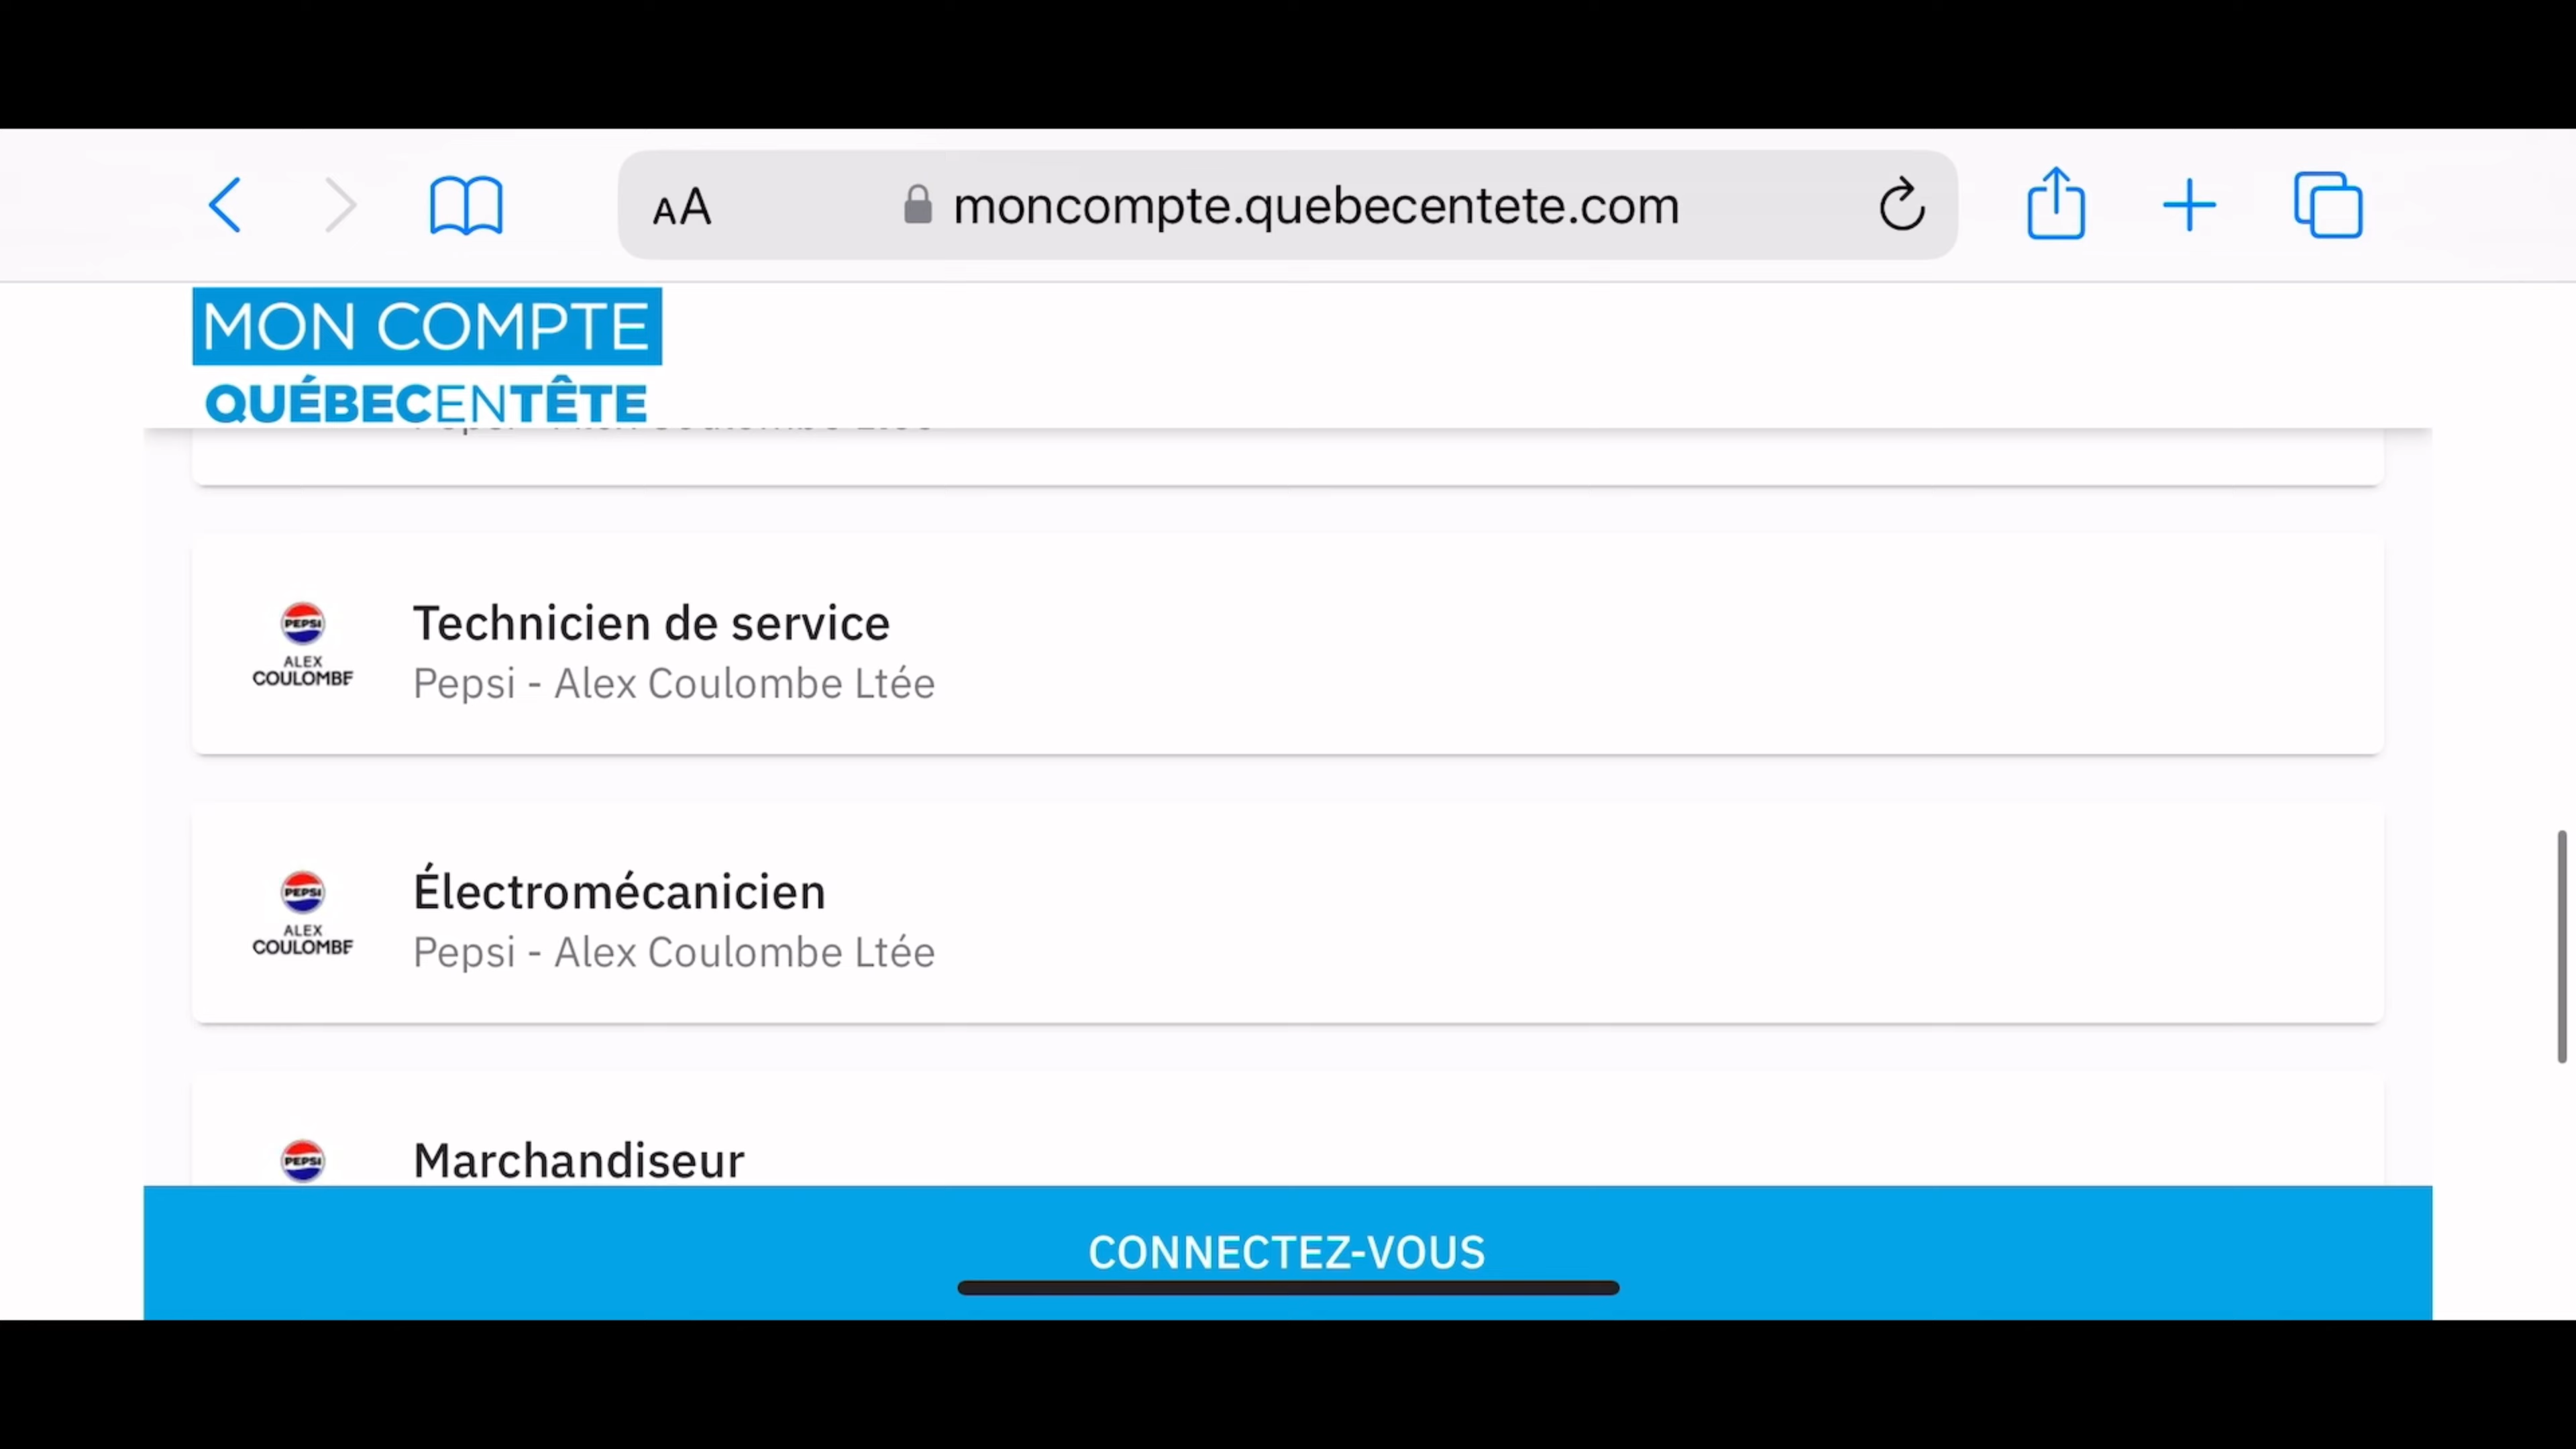 AA moncompte.quebecentete.com
MON COMPTE
QUÉBECENTÊTE
Technicien de service
PEPSI
ALEX
COULOMBE
Pepsi - Alex Coulombe Ltée
Électromécanicien
PEPSI
ALEX
COULOMBE
Pepsi - Alex Coulombe Ltée
Marchandiseur
PEPSI
CONNECTEZ-VOUS